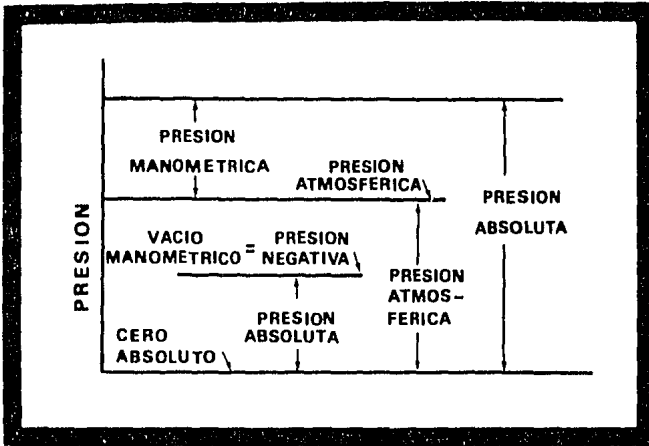 PRESION
MANOMETRICA
PRESION
ATMOSFERICA
PRESION
ABSOLUTA
PRESION
VACIO
MANOMETRICO = PRESION
NEGATIVA
PRESION
ATMOS-
FERICA
PRESION
ABSOLUTA
CERO
ABSOLUTO